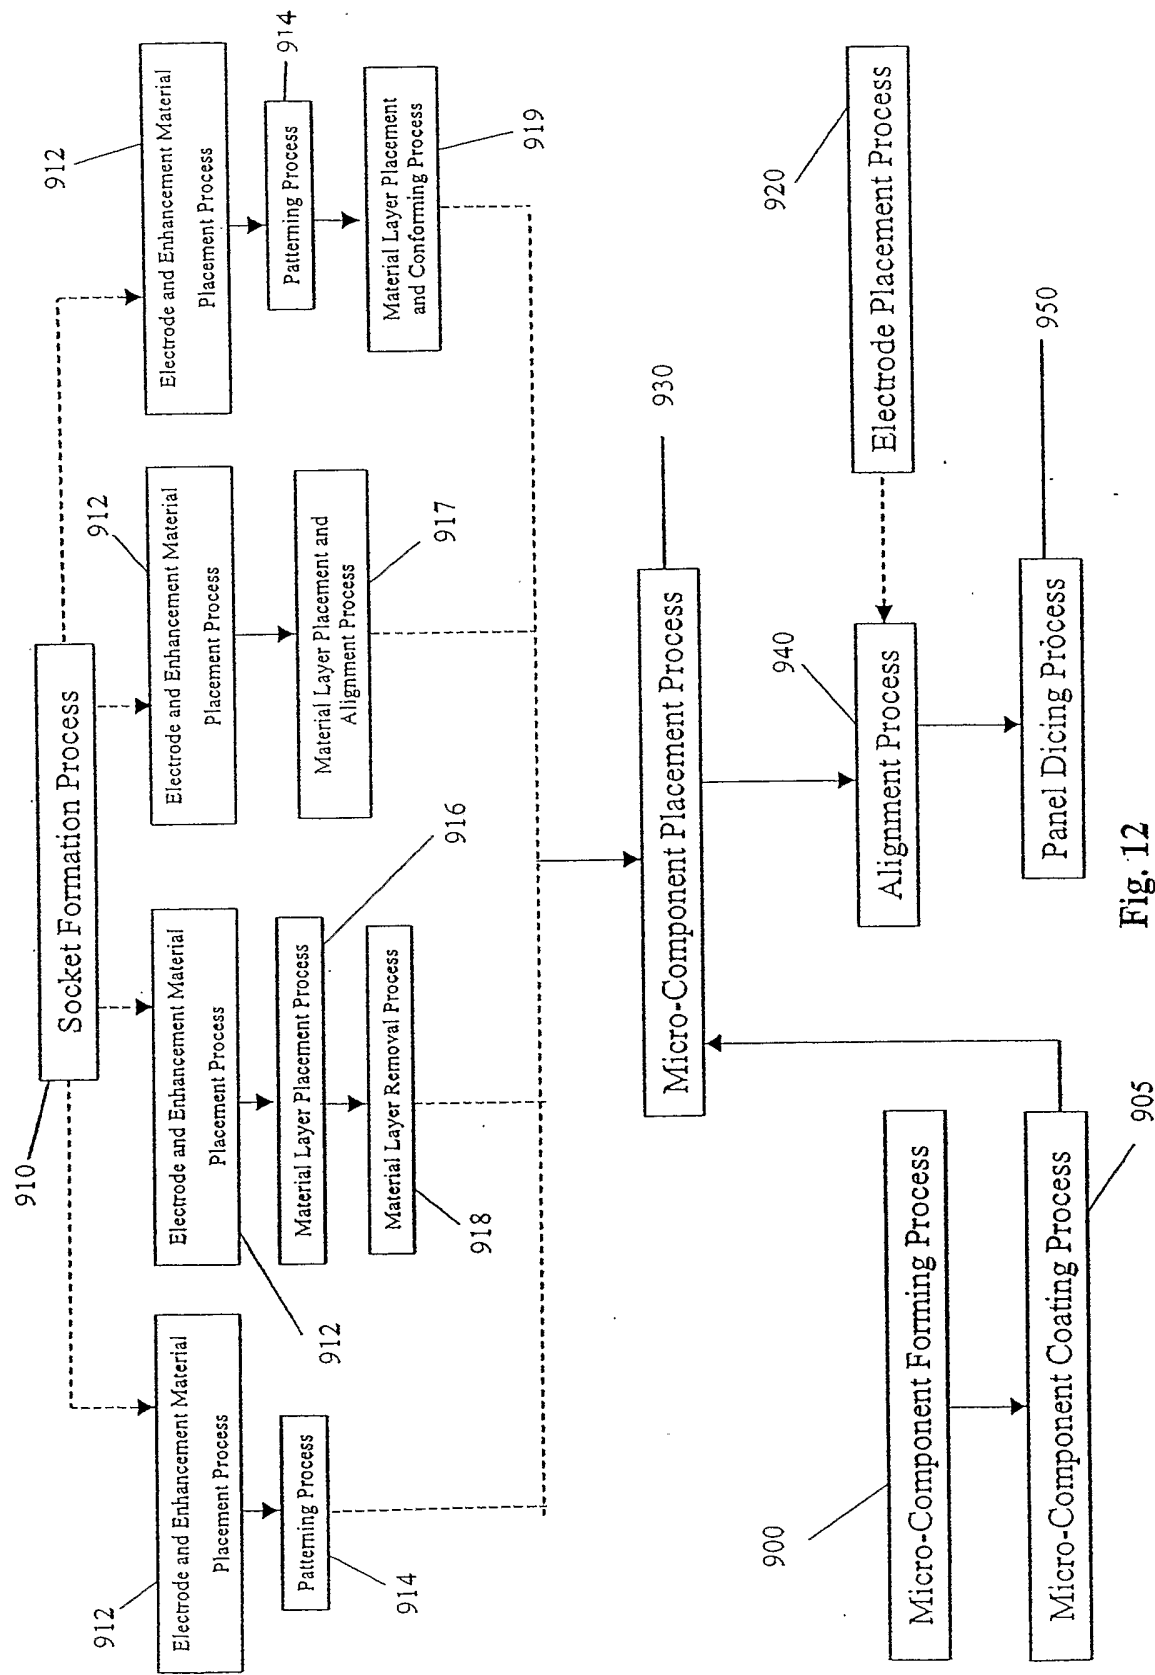 910
Socket Formation Process
912
Electrode and Enhancement Material
Placement Process
Patterning Process
914
Electrode and Enhancement Material
Placement Process
912
Material Layer Placement Process
916
Material Layer Removal Process
918
912
Electrode and Enhancement Material
Placement Process
Material Layer Placement and
Alignment Process
917
912
Electrode and Enhancement Material
Placement Process
914
Patterning Process
Material Layer Placement
and Conforming Process
919
Micro-Component Placement Process
930
900
Micro-Component Forming Process
Micro-Component Coating Process
905
940
Alignment Process
920
Electrode Placement Process
Panel Dicing Process
950
Fig. 12